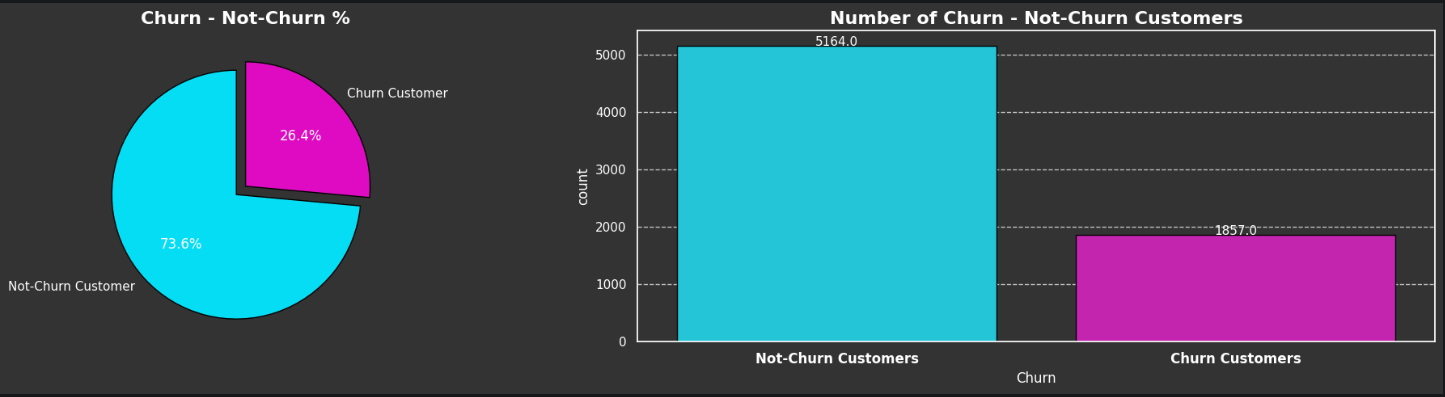 Churn - Not-Churn %
Churn Customer
26.4%
73.6%
Not-Churn Customer
Number of Churn - Not-Churn Customers
5164.0
5000
4000
3000
count
2000
1857.0
1000
0
Not-Churn Customers
Churn Customers
Churn